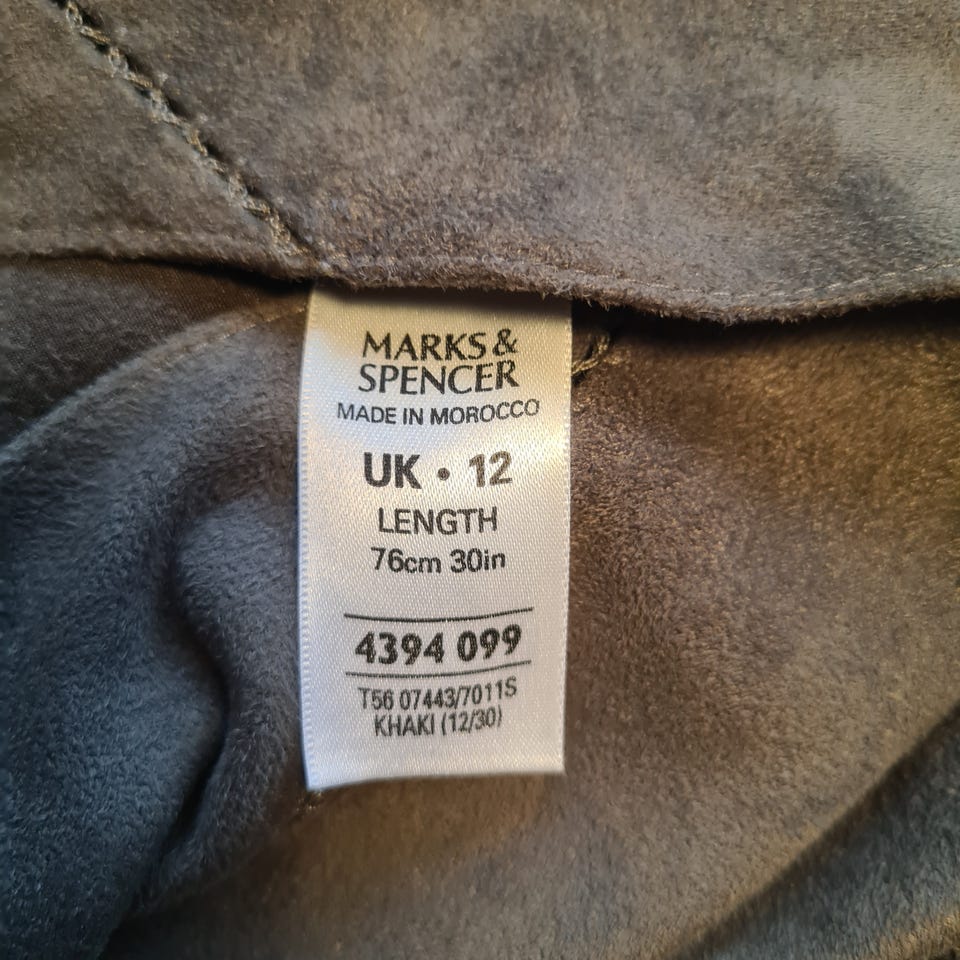 MARKS &
SPENCER
MADE IN MOROCCO
UK • 12
LENGTH
76cm 30in
4394 099
T56 07443/7011S
KHAKI (12/30)